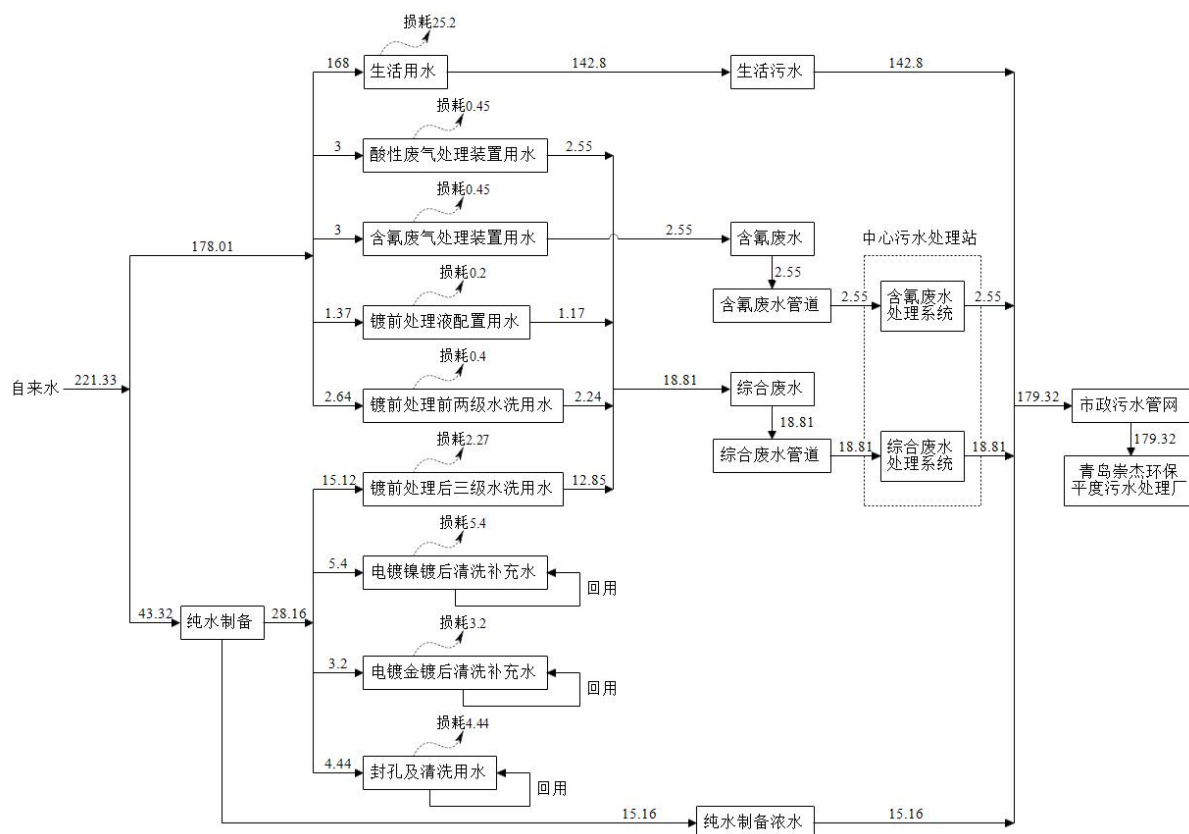 损耗25.2
168
生活用水
142.8
生活污水
142.8
损耗0.45
3
酸性废气处理装置用水
2.55
损耗0.45
3
含氰废气处理装置用水
2.55
含氰废水
中心污水处理站
178.01
2.55
损耗0.2
含氰废水管道
2.55
含氰废水
处理系统
2.55
1.37
镀前处理液配置用水
1.17
损耗0.4
自来水
221.33
2.64
镀前处理前两级水洗用水
2.24
18.81
综合废水
179.32
市政污水管网
18.81
179.32
损耗2.27
综合废水管道
18.81
综合废水
处理系统
18.81
青岛崇杰环保
平度污水处理厂
15.12
镀前处理后三级水洗用水
12.85
损耗5.4
5.4
电镀镍镀后清洗补充水
回用
43.32
纯水制备
28.16
损耗3.2
3.2
电镀金镀后清洗补充水
回用
损耗4.44
4.44
封孔及清洗用水
回用
15.16
纯水制备浓水
15.16